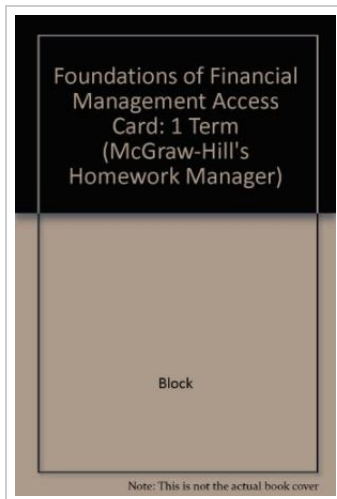 Foundations of Financial
Management Access
Card: 1 Term
(McGraw-Hill's
Homework Manager)
Block
Note: This is not the actual book cover